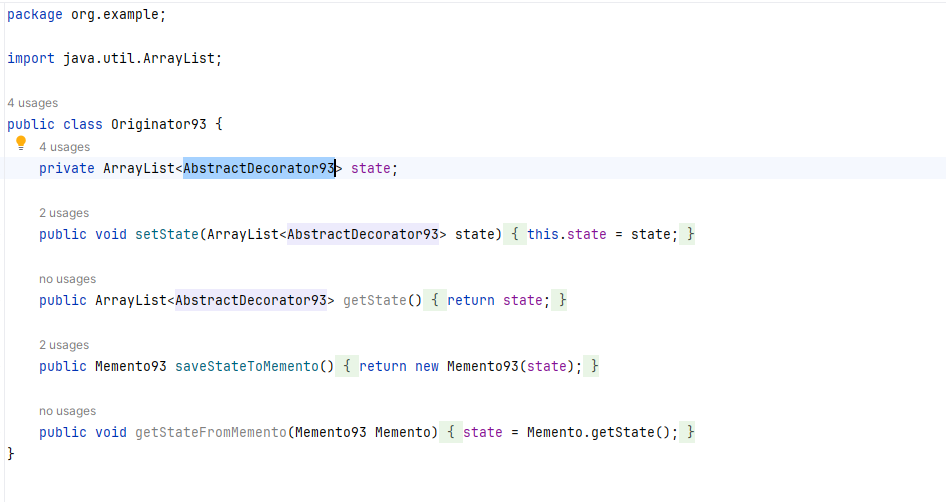 package org.example;
import java.util.ArrayList;
4 usages
public class Originator93 {
4 usages
private ArrayList<AbstractDecorator93> state;
2 usages
public void setState(ArrayList<AbstractDecorator93> state) { this.state = state; }
no usages
public ArrayList<AbstractDecorator93> getState() { return state; }
2 usages
public Memento93 saveStateToMemento() { return new Memento93(state); }
no usages
public void getStateFromMemento(Memento93 Memento) { state = Memento.getState(); }
}